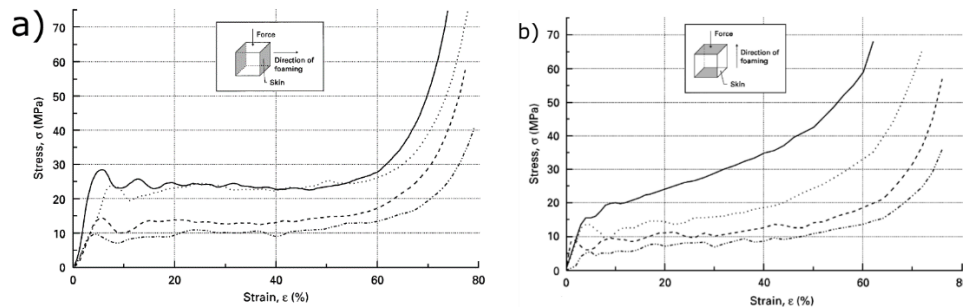 a)
75
70
60
50
40
30
20
10
0
0 20 40 60 80
Stress, σ (MPa)
Strain, ε (%)
Force
Direction of
foaming
Skin
b)
70
60
50
40
30
20
10
0
0 20 40 60 80
Stress, σ (MPa)
Strain, ε (%)
Force
Direction of
foaming
Skin